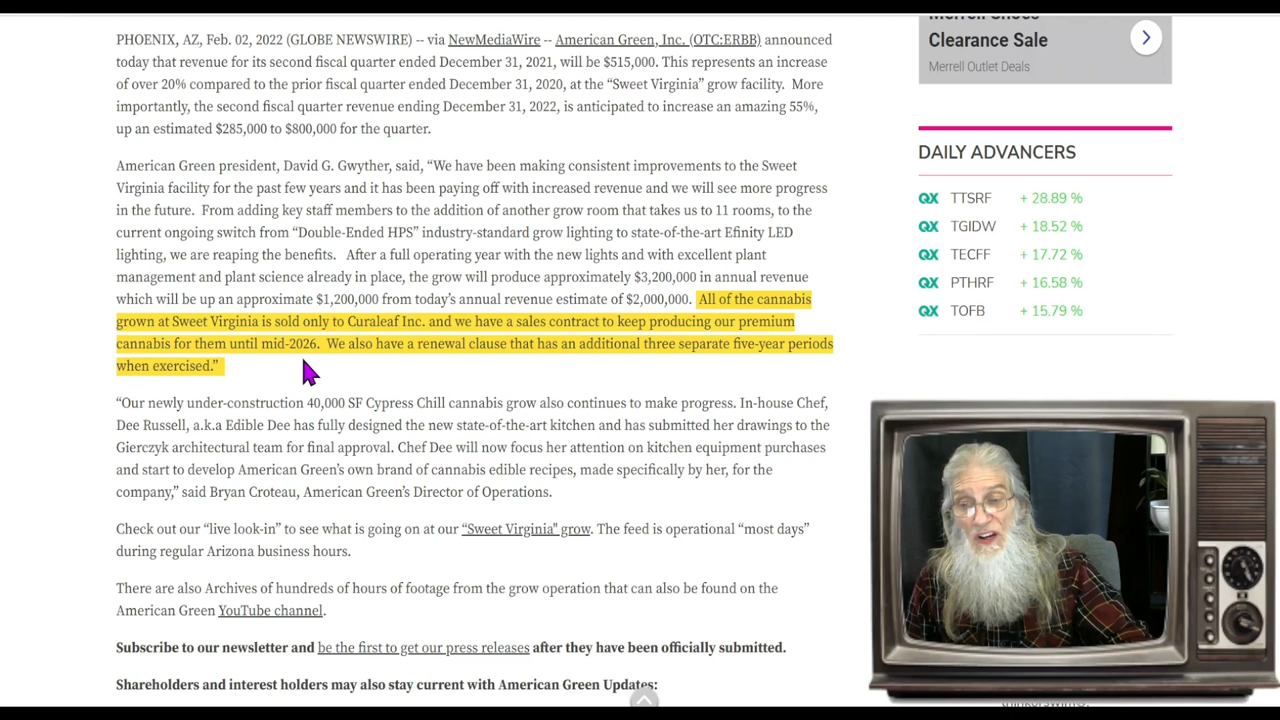 Clearance Sale
Merrell Outlet Deals
PHOENIX, AZ, Feb. 02, 2022 (GLOBE NEWSWIRE) -- via NewMediaWire -- American Green, Inc. (OTC:ERBB) announced
today that revenue for its second fiscal quarter ended December 31, 2021, will be $515,000. This represents an increase
of over 20% compared to the prior fiscal quarter ended December 31, 2020, at the “Sweet Virginia” grow facility. More
importantly, the second fiscal quarter revenue ending December 31, 2022, is anticipated to increase an amazing 55%,
up an estimated $285,000 to $800,000 for the quarter.
American Green president, David G. Gwyther, said, “We have been making consistent improvements to the Sweet
Virginia facility for the past few years and it has been paying off with increased revenue and we will see more progress
in the future. From adding key staff members to the addition of another grow room that takes us to 11 rooms, to the
current ongoing switch from “Double-Ended HPS” industry-standard grow lighting to state-of-the-art Efinity LED
lighting, we are reaping the benefits. After a full operating year with the new lights and with excellent plant
management and plant science already in place, the grow will produce approximately $3,200,000 in annual revenue
which will be up an approximate $1,200,000 from today’s annual revenue estimate of $2,000,000. All of the cannabis
grown at Sweet Virginia is sold only to Curaleaf Inc. and we have a sales contract to keep producing our premium
cannabis for them until mid-2026. We also have a renewal clause that has an additional three separate five-year periods
when exercised.”
“Our newly under-construction 40,000 SF Cypress Chill cannabis grow also continues to make progress. In-house Chef,
Dee Russell, a.k.a Edible Dee has fully designed the new state-of-the-art kitchen and has submitted her drawings to the
Gierczyk architectural team for final approval. Chef Dee will now focus her attention on kitchen equipment purchases
and start to develop American Green’s own brand of cannabis edible recipes, made specifically by her, for the
company,” said Bryan Croteau, American Green’s Director of Operations.
Check out our “live look-in” to see what is going on at our “Sweet Virginia" grow. The feed is operational “most days”
during regular Arizona business hours.
There are also Archives of hundreds of hours of footage from the grow operation that can also be found on the
American Green YouTube channel.
Subscribe to our newsletter and be the first to get our press releases after they have been officially submitted.
Shareholders and interest holders may also stay current with American Green Updates:
DAILY ADVANCERS
QX TTSRF + 28.89 %
QX TGIDW + 18.52 %
QX TECFF + 17.72 %
QX PTHRF + 16.58 %
QX TOFB + 15.79 %